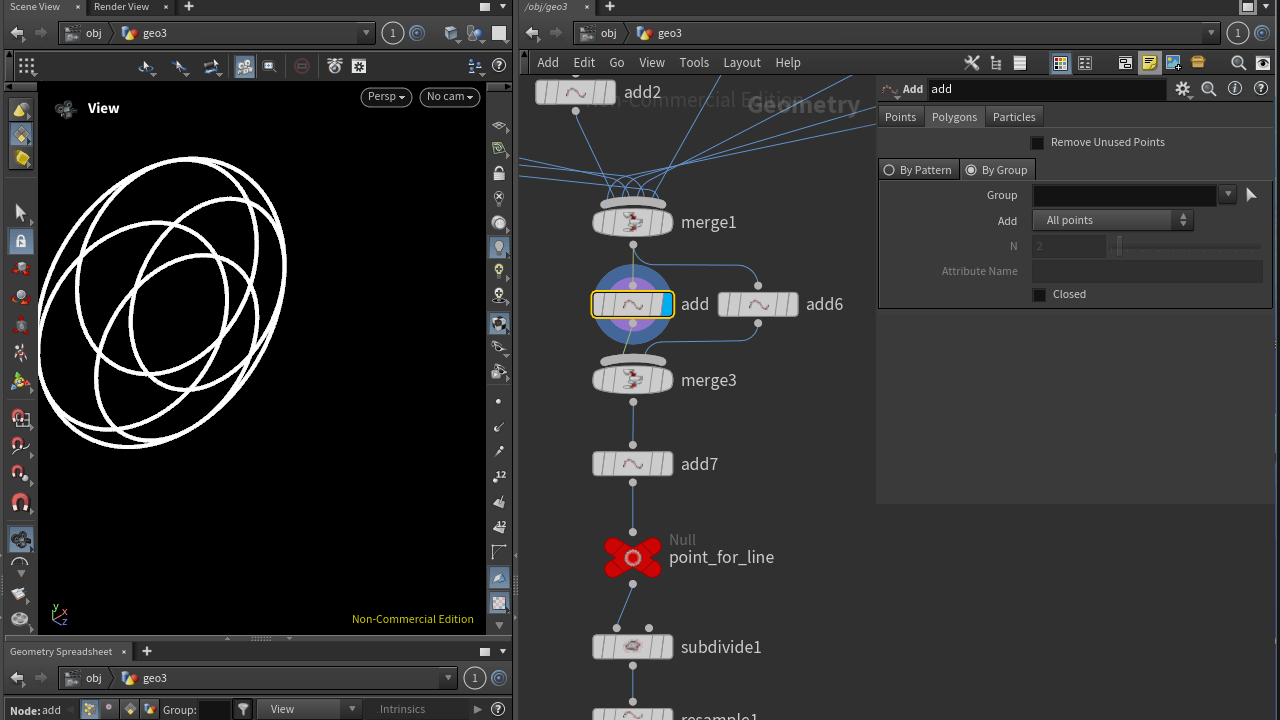 Scene View × Render View × +
obj geo3 1
View
Persp No cam
12
12
y x z
Non-Commercial Edition
Geometry Spreadsheet × +
obj geo3 1
Node: add Group: View Intrinsics
/obj/geo3 × +
obj geo3 1
Add Edit Go View Tools Layout Help
Non-Commercial Edition
Geometry
add2
merge1
add add6
merge3
add7
Null
point_for_line
subdivide1
resample1
Add add
Points Polygons Particles
Remove Unused Points
By Pattern By Group
Group
Add All points
N 2
Attribute Name
Closed